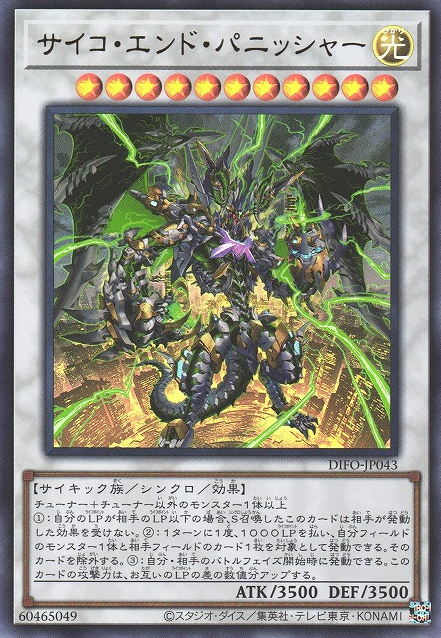 サイコ・エンド・パニッシャー
光
DIFO-JP043
【サイキック族/シンクロ/効果】
チューナー+チューナー以外のモンスター1体以上
①:自分のLPが相手のLP以下の場合、S召喚したこのカードは相手が発動
した効果を受けない。②:1ターンに1度、1000LPを払い、自分フィールド
のモンスター1体と相手フィールドのカード1枚を対象として発動できる。その
カードを除外する。③:自分・相手のバトルフェイズ開始時に発動できる。この
カードの攻撃力は、お互いのLPの差の数値分アップする。
ATK/3500 DEF/3500
60465049
©スタジオ・ダイス/集英社・テレビ東京・KONAMI